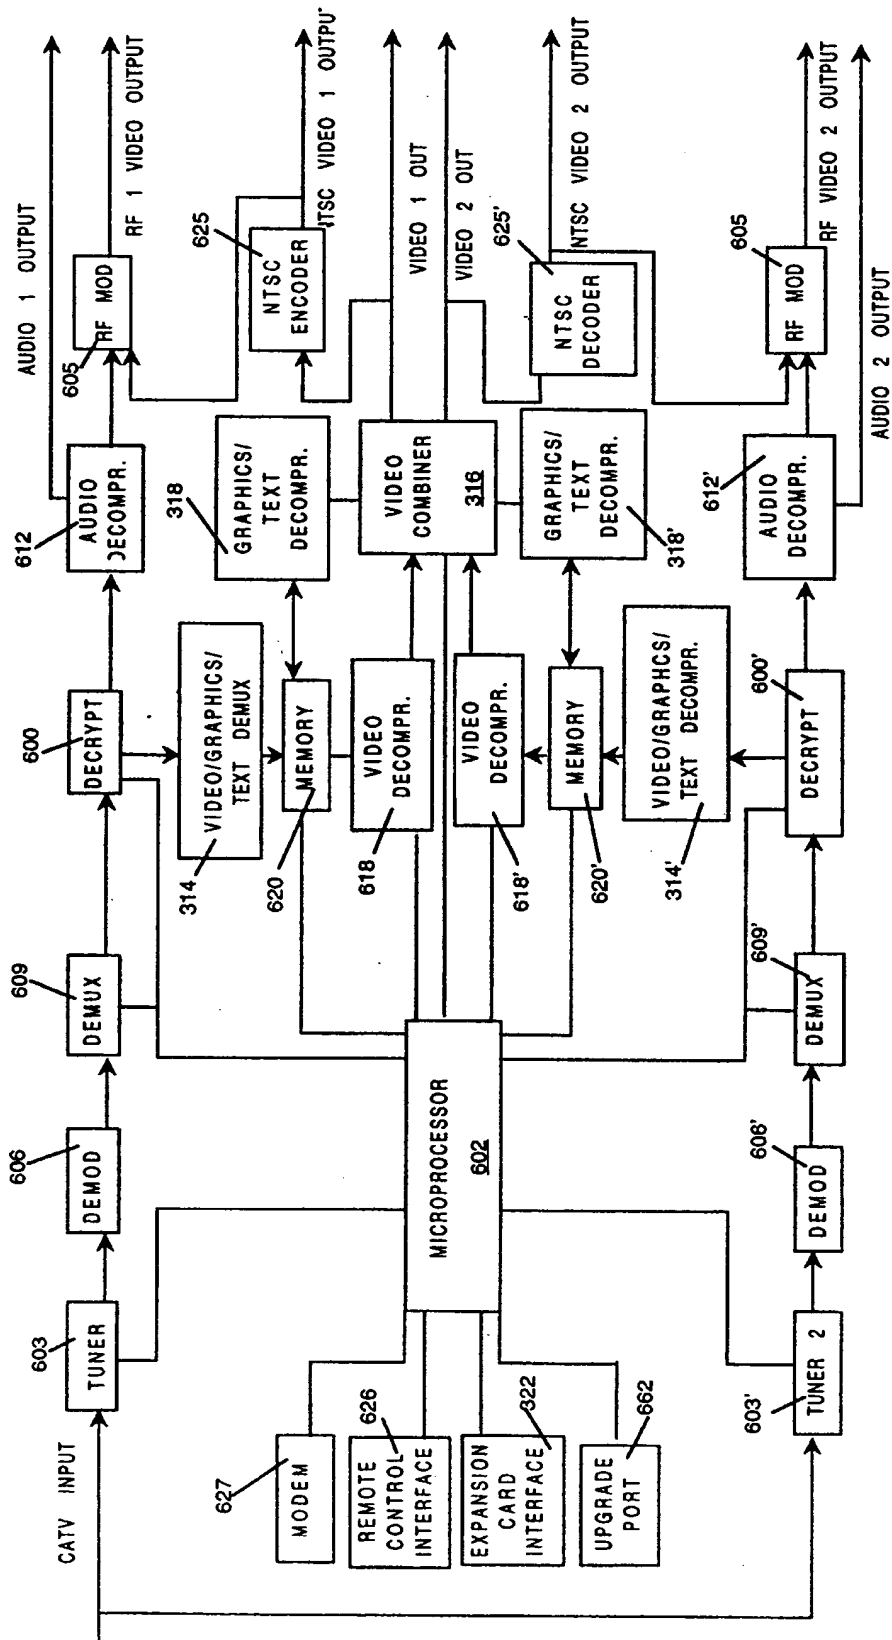 CATV INPUT
603
TUNER
606
DEMOD
609
DEMUX
600
DECRYPT
612
AUDIO
DECOMPR.
605
RF MOD
AUDIO 1 OUTPUT
RF 1 VIDEO OUTPUT
314
VIDEO/GRAPHICS/
TEXT DEMUX
318
GRAPHICS/
TEXT
DECOMPR.
625
NTSC
ENCODER
NTSC VIDEO 1 OUTPUT
627
MODEM
620
MEMORY
626
REMOTE
CONTROL
INTERFACE
618
VIDEO
DECOMPR.
VIDEO
COMBINER
316
VIDEO 1 OUT
VIDEO 2 OUT
MICROPROCESSOR
602
322
EXPANSION
CARD
INTERFACE
618'
VIDEO
DECOMPR.
662
UPGRADE
PORT
620'
MEMORY
GRAPHICS/
TEXT
DECOMPR.
318'
625'
NTSC
DECODER
NTSC VIDEO 2 OUTPUT
314'
VIDEO/GRAPHCS/
TEXT DECOMPR.
603'
TUNER 2
606'
DEMOD
609'
DEMUX
600'
DECRYPT
612'
AUDIO
DECOMPR.
605
RF MOD
RF VIDEO 2 OUTPUT
AUDIO 2 OUTPUT